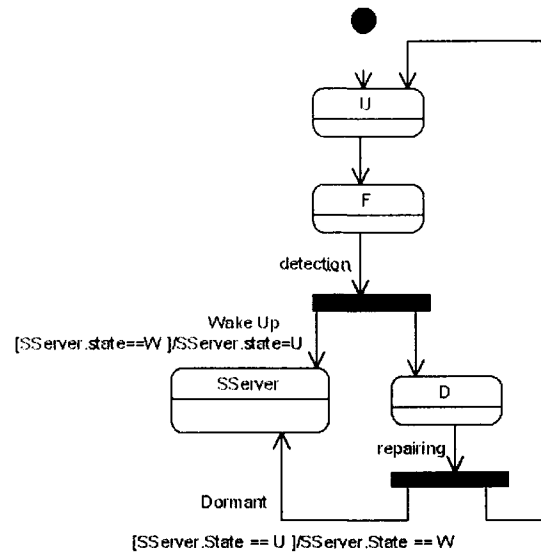 U
F
detection
Wake Up
[SServer.state==W ]/SServer.state=U
SServer
D
repairing
Dormant
[SServer.State == U ]/SServer.State == W